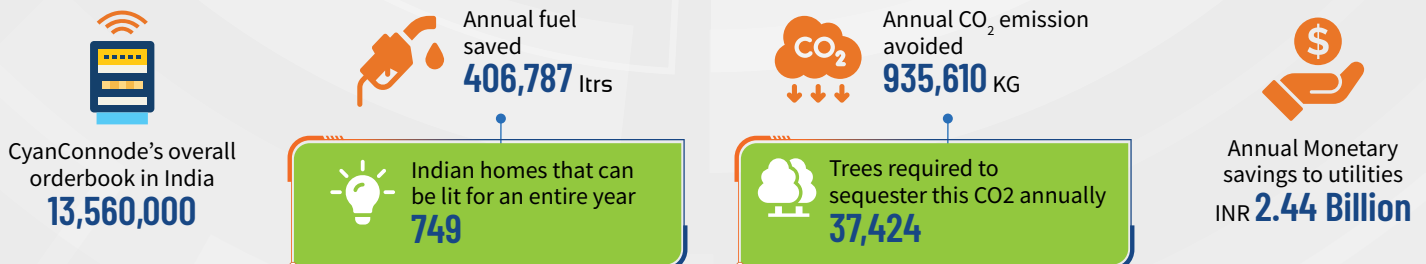 CyanConnode's overall
orderbook in India
13,560,000
Annual fuel
saved
406,787 ltrs
Indian homes that can
be lit for an entire year
749
CO2
Annual CO2 emission
avoided
935,610 KG
Trees required to
sequester this CO2 annually
37,424
$
Annual Monetary
savings to utilities
INR 2.44 Billion